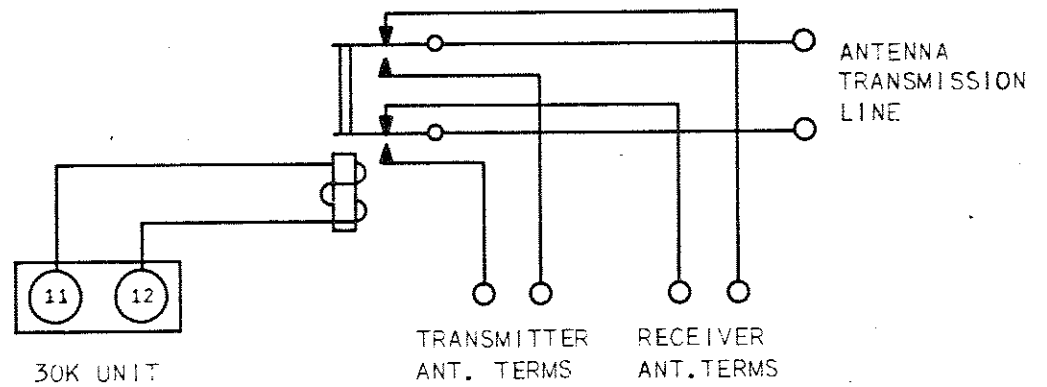 ANTENNA
TRANSMISSION
LINE
11 12
30K UNIT
TRANSMITTER
ANT. TERMS
RECEIVER
ANT.TERMS